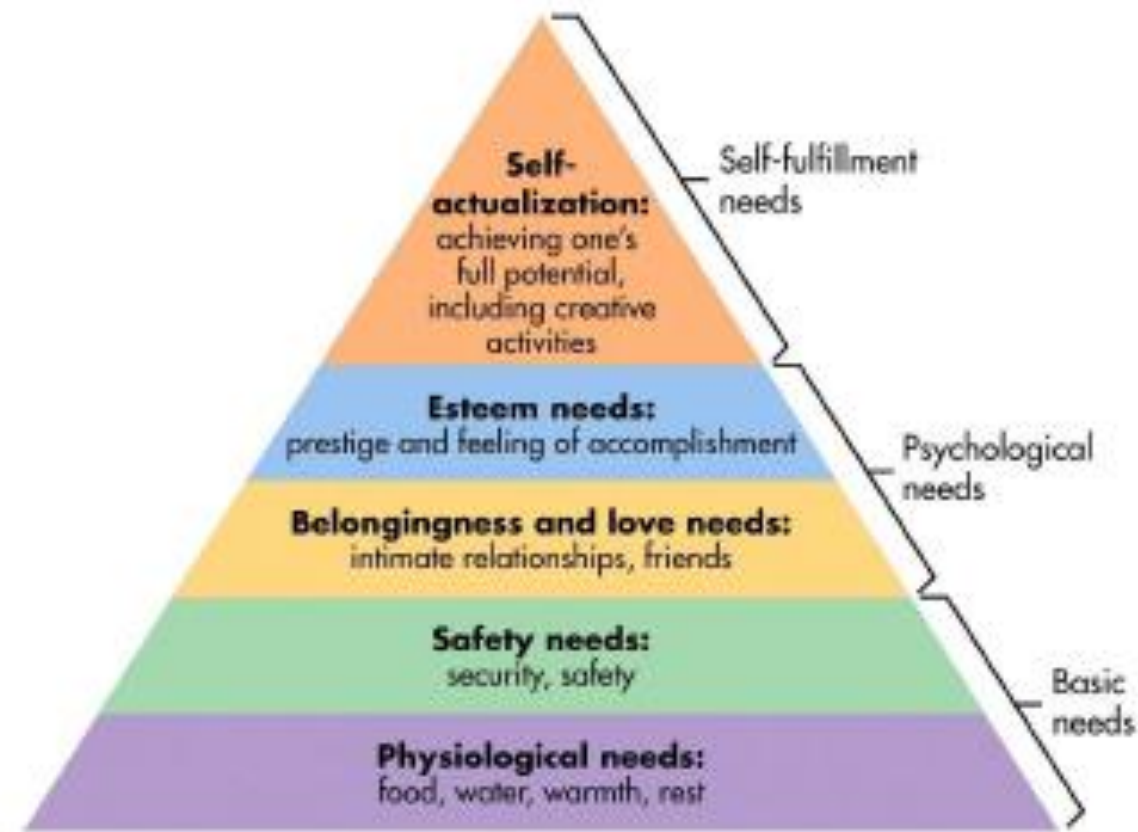 Self-
actualization:
achieving one's
full potential,
including creative
activities
Self-fulfillment
needs
Esteem needs:
prestige and feeling of accomplishment
Psychological
needs
Belongingness and love needs:
intimate relationships, friends
Safety needs:
security, safety
Basic
needs
Physiological needs:
food, water, warmth, rest